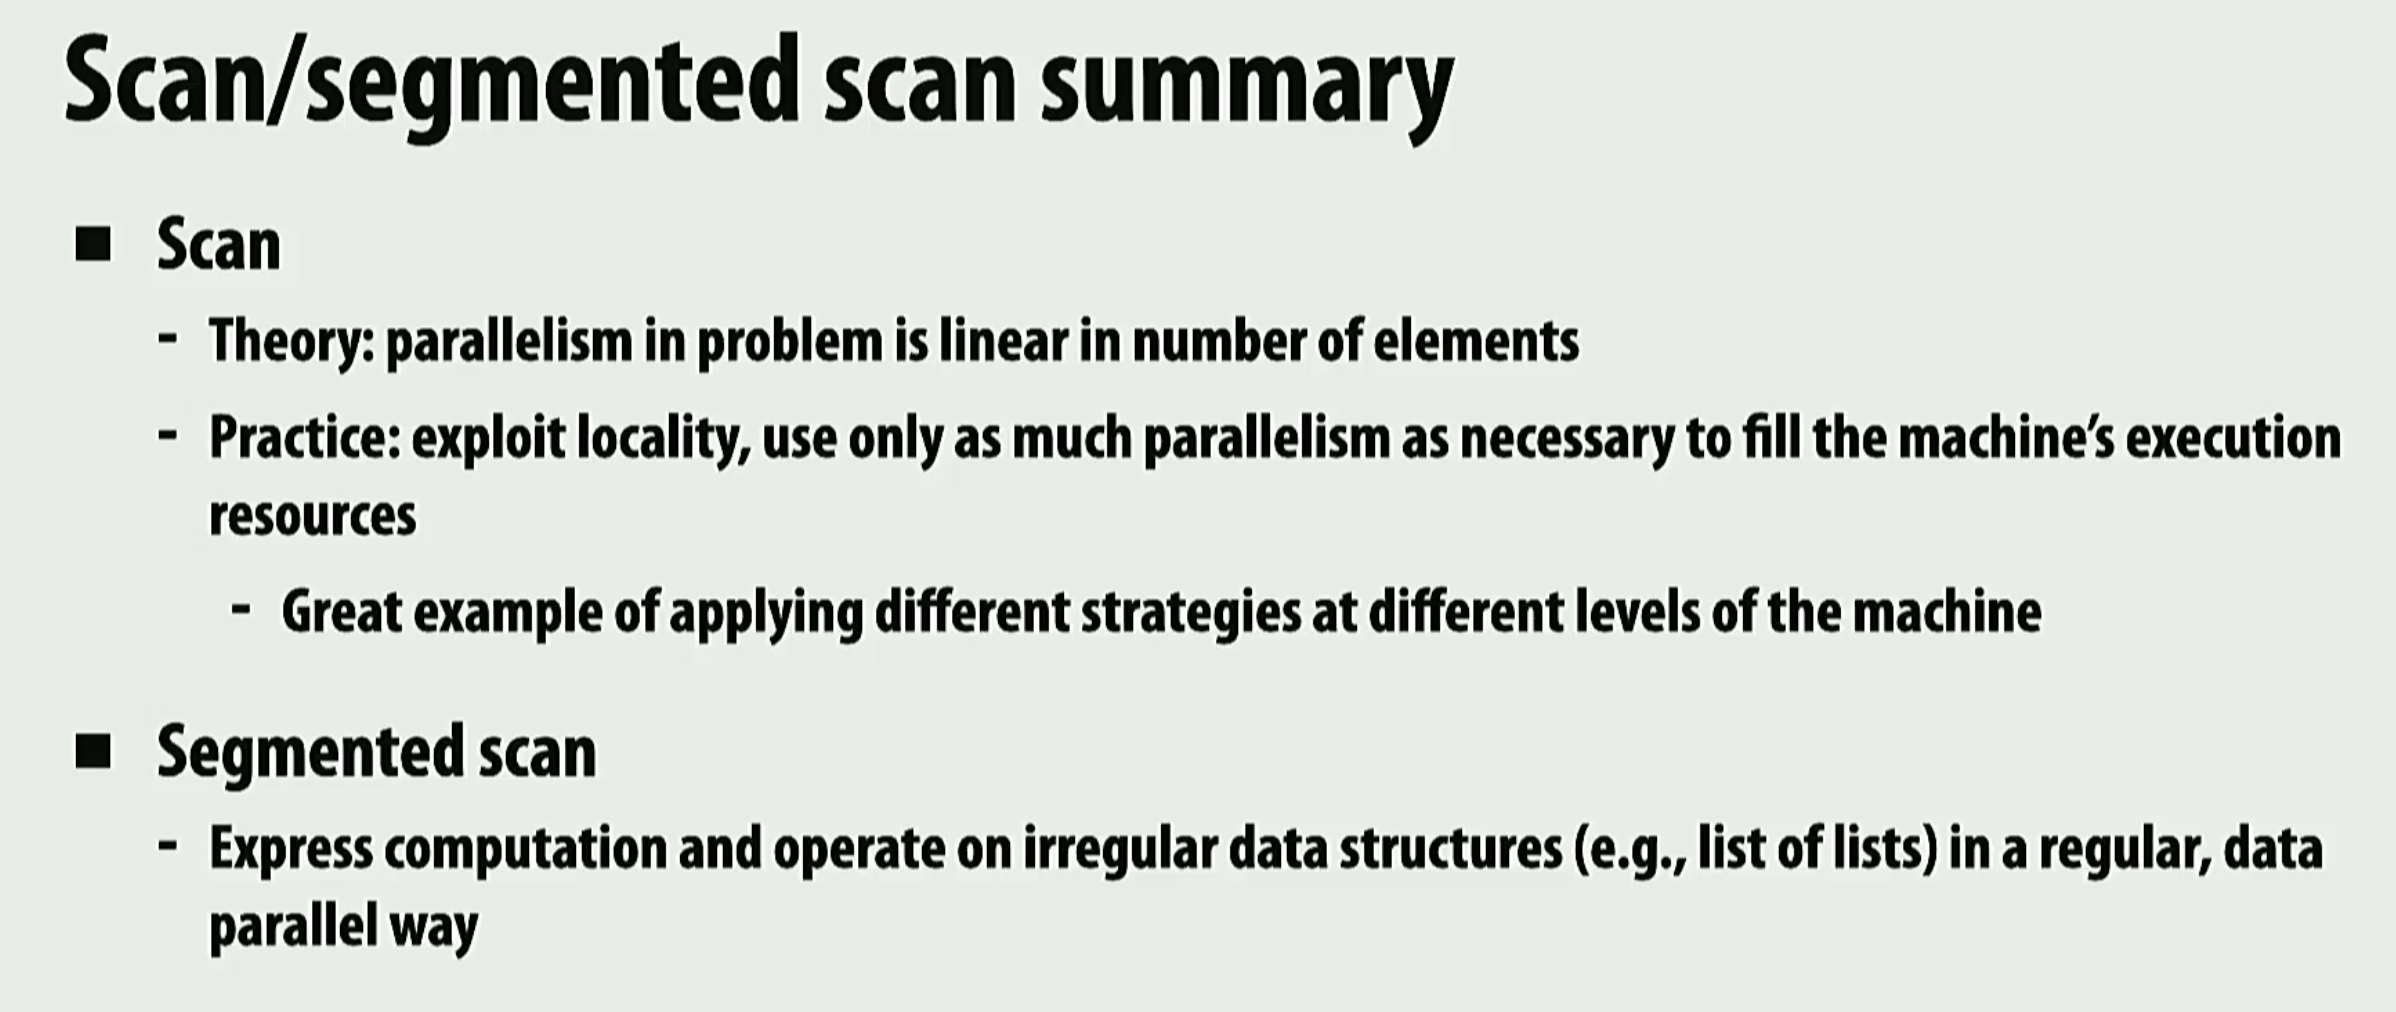 Scan/segmented scan summary
■ Scan
- Theory: parallelism in problem is linear in number of elements
- Practice: exploit locality, use only as much parallelism as necessary to fill the machine’s execution
resources
- Great example of applying different strategies at different levels of the machine
■ Segmented scan
- Express computation and operate on irregular data structures (e.g., list of lists) in a regular, data
parallel way